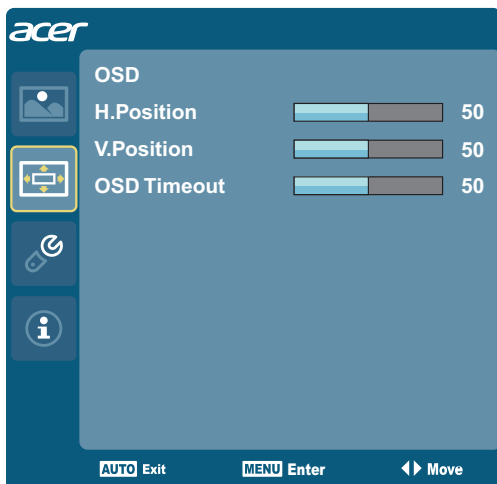 acer
OSD
H.Position 50
V.Position 50
OSD Timeout 50
AUTO Exit MENU Enter Move